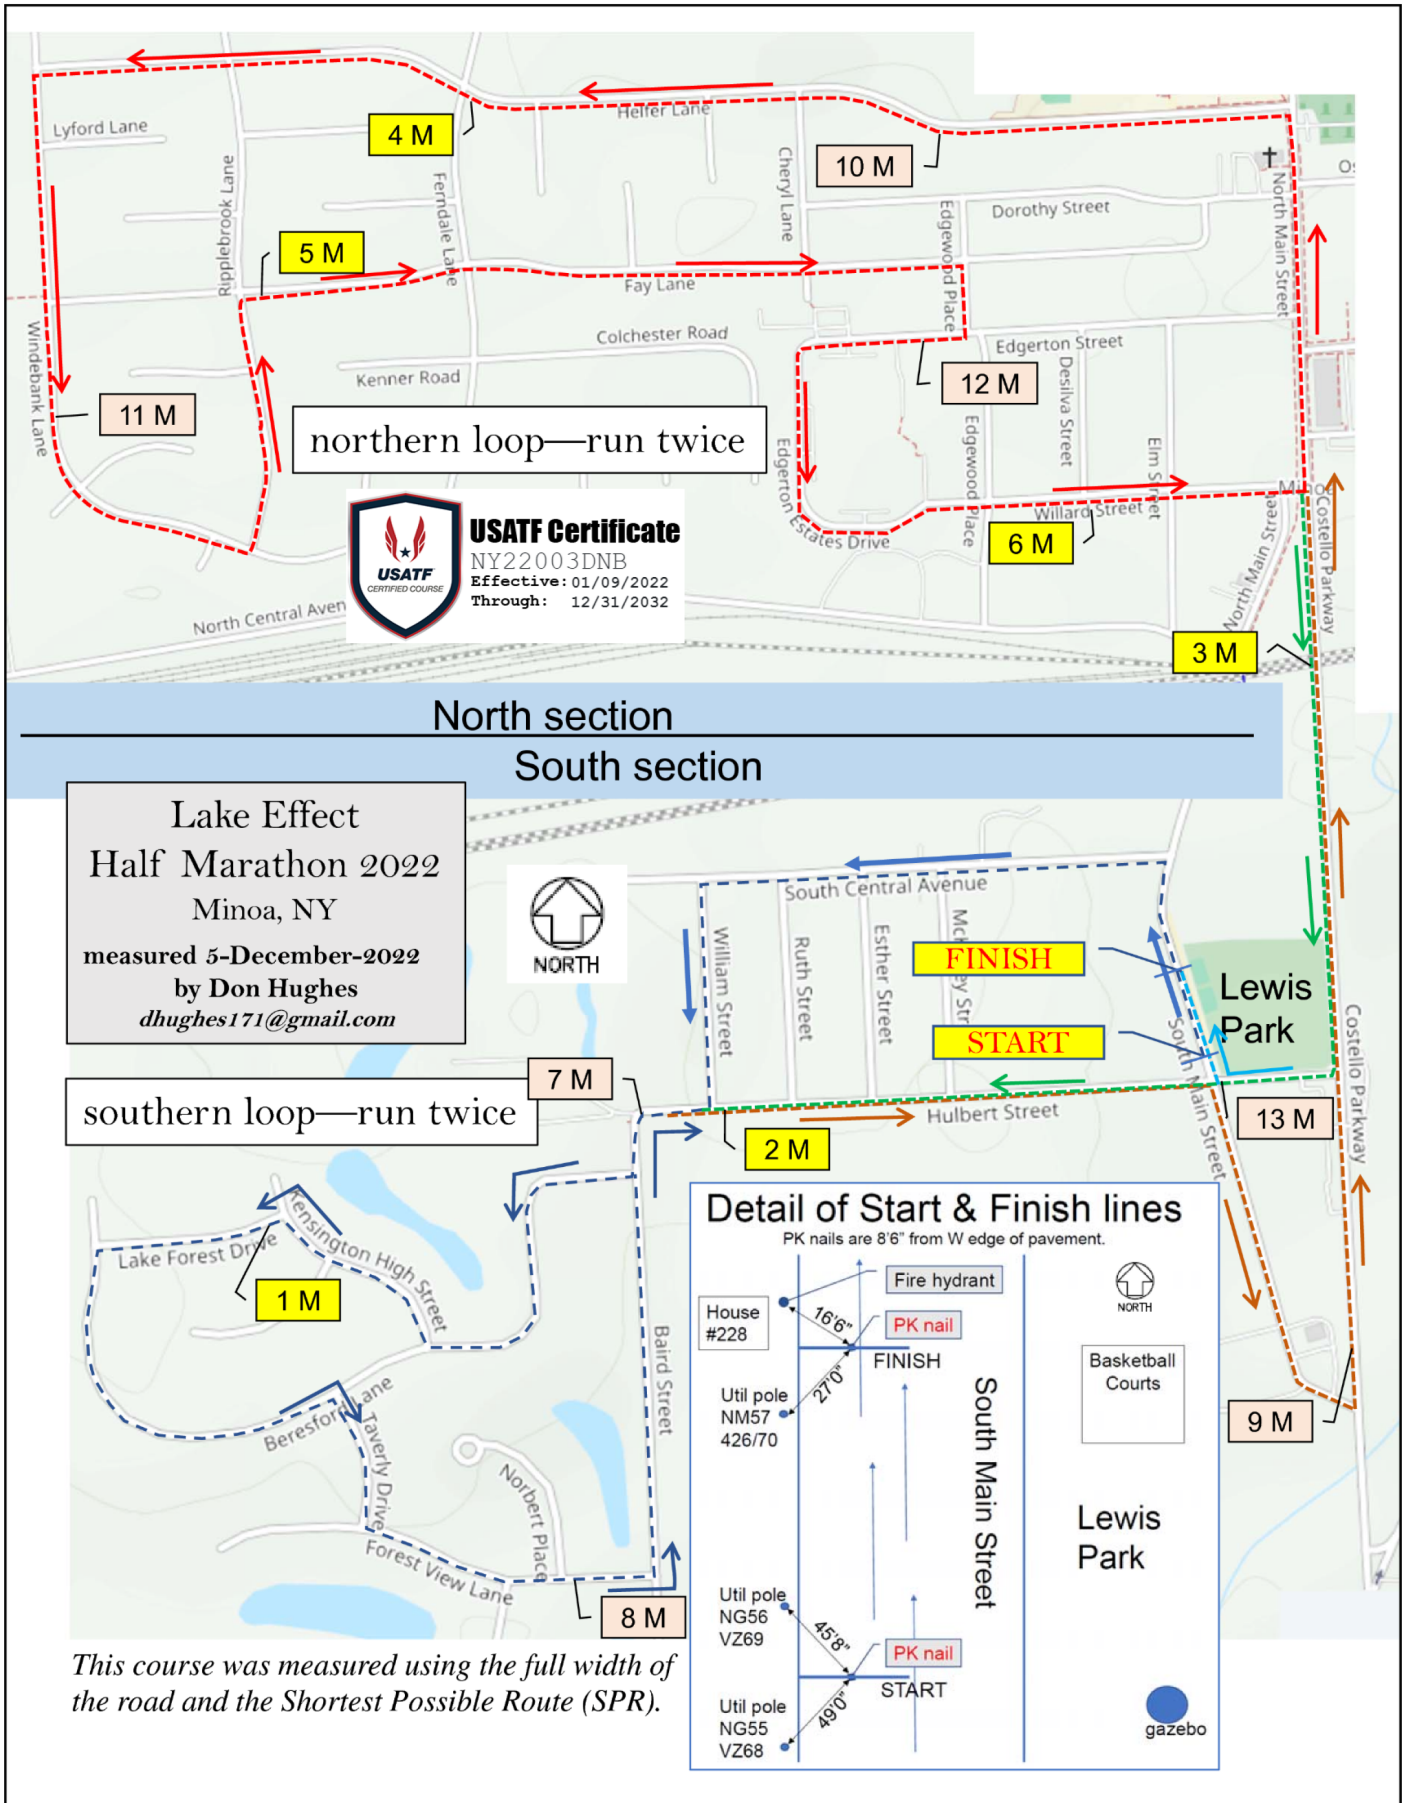 Lyford Lane
4 M
Helfer Lane
10 M
Ripplebrook Lane
Ferndale Lane
Cheryl Lane
Edgewood Place
Dorothy Street
North Main Street
5 M
Fay Lane
Windebank Lane
Colchester Road
Edgerton Street
Kenner Road
12 M
Desilva Street
11 M
northern loop—run twice
Edgerton Estates Drive
Edgewood Place
Elm Street
Willard Street
6 M
Costello Parkway
North Main Street
USATF
CERTIFIED COURSE
USATF Certificate
NY22003DNB
Effective: 01/09/2022
Through: 12/31/2032
North Central Aven
3 M
North section
South section
Lake Effect
Half Marathon 2022
Minoa, NY
measured 5-December-2022
by Don Hughes
dhughes171@gmail.com
NORTH
South Central Avenue
William Street
Ruth Street
Esther Street
FINISH
START
Lewis
Park
South Main Street
Costello Parkway
7 M
southern loop—run twice
Hulbert Street
13 M
2 M
Kensington High Street
Lake Forest Drive
1 M
Baird Street
Beresford Lane
Taverly Drive
Norbert Place
Forest View Lane
8 M
9 M
Detail of Start & Finish lines
PK nails are 8'6" from W edge of pavement.
Fire hydrant
House
#228
16'6"
PK nail
FINISH
27'0"
Util pole
NM57
426/70
South Main Street
NORTH
Basketball
Courts
Lewis
Park
Util pole
NG56
VZ69
45'8"
PK nail
START
49'0"
Util pole
NG55
VZ68
gazebo
This course was measured using the full width of
the road and the Shortest Possible Route (SPR).